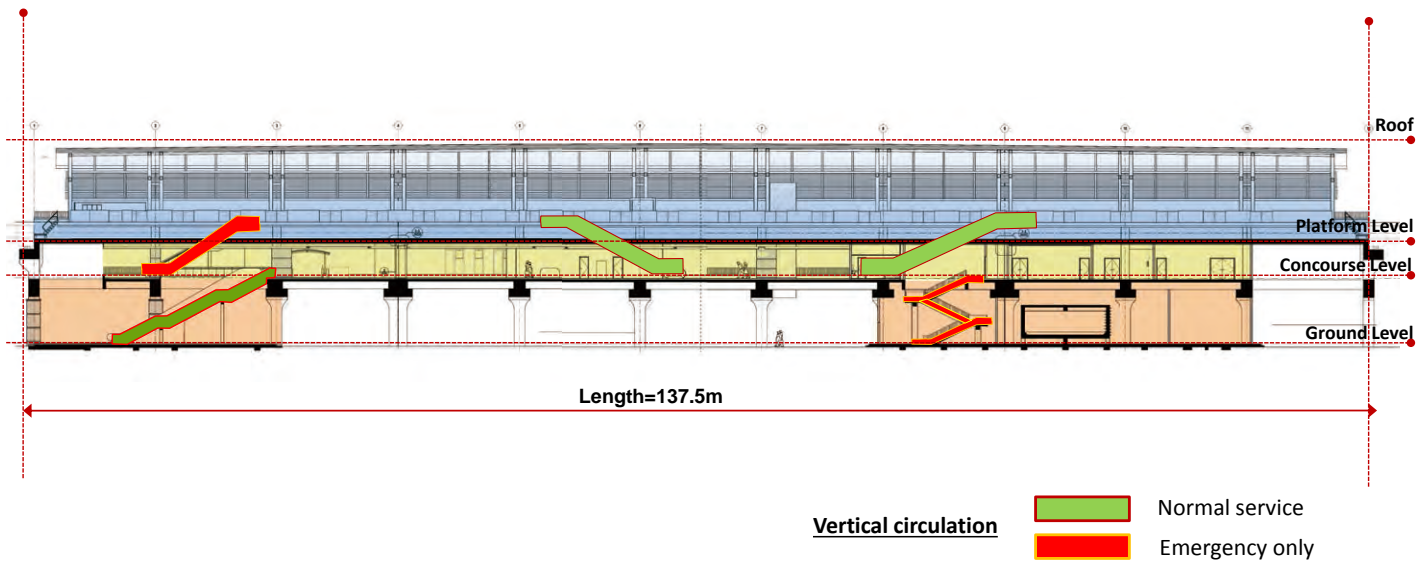 Roof
Platform Level
Concourse Level
Ground Level
Length=137.5m
Vertical circulation
Normal service
Emergency only